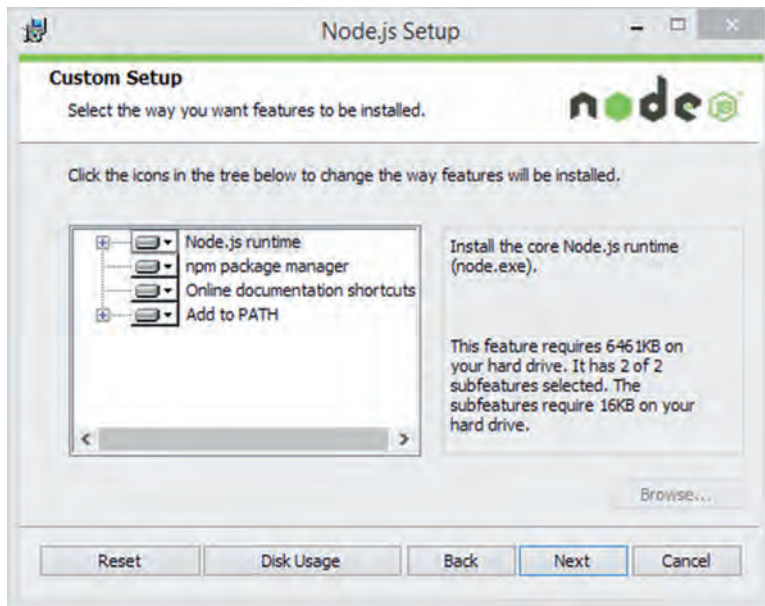 Node.js Setup
Custom Setup
Select the way you want features to be installed.
node
JS
Click the icons in the tree below to change the way features will be installed.
Node.js runtime
npm package manager
Online documentation shortcuts
Add to PATH
Install the core Node.js runtime
(node.exe).
This feature requires 6461KB on
your hard drive. It has 2 of 2
subfeatures selected. The
subfeatures require 16KB on your
hard drive.
Browse...
Reset
Disk Usage
Back
Next
Cancel